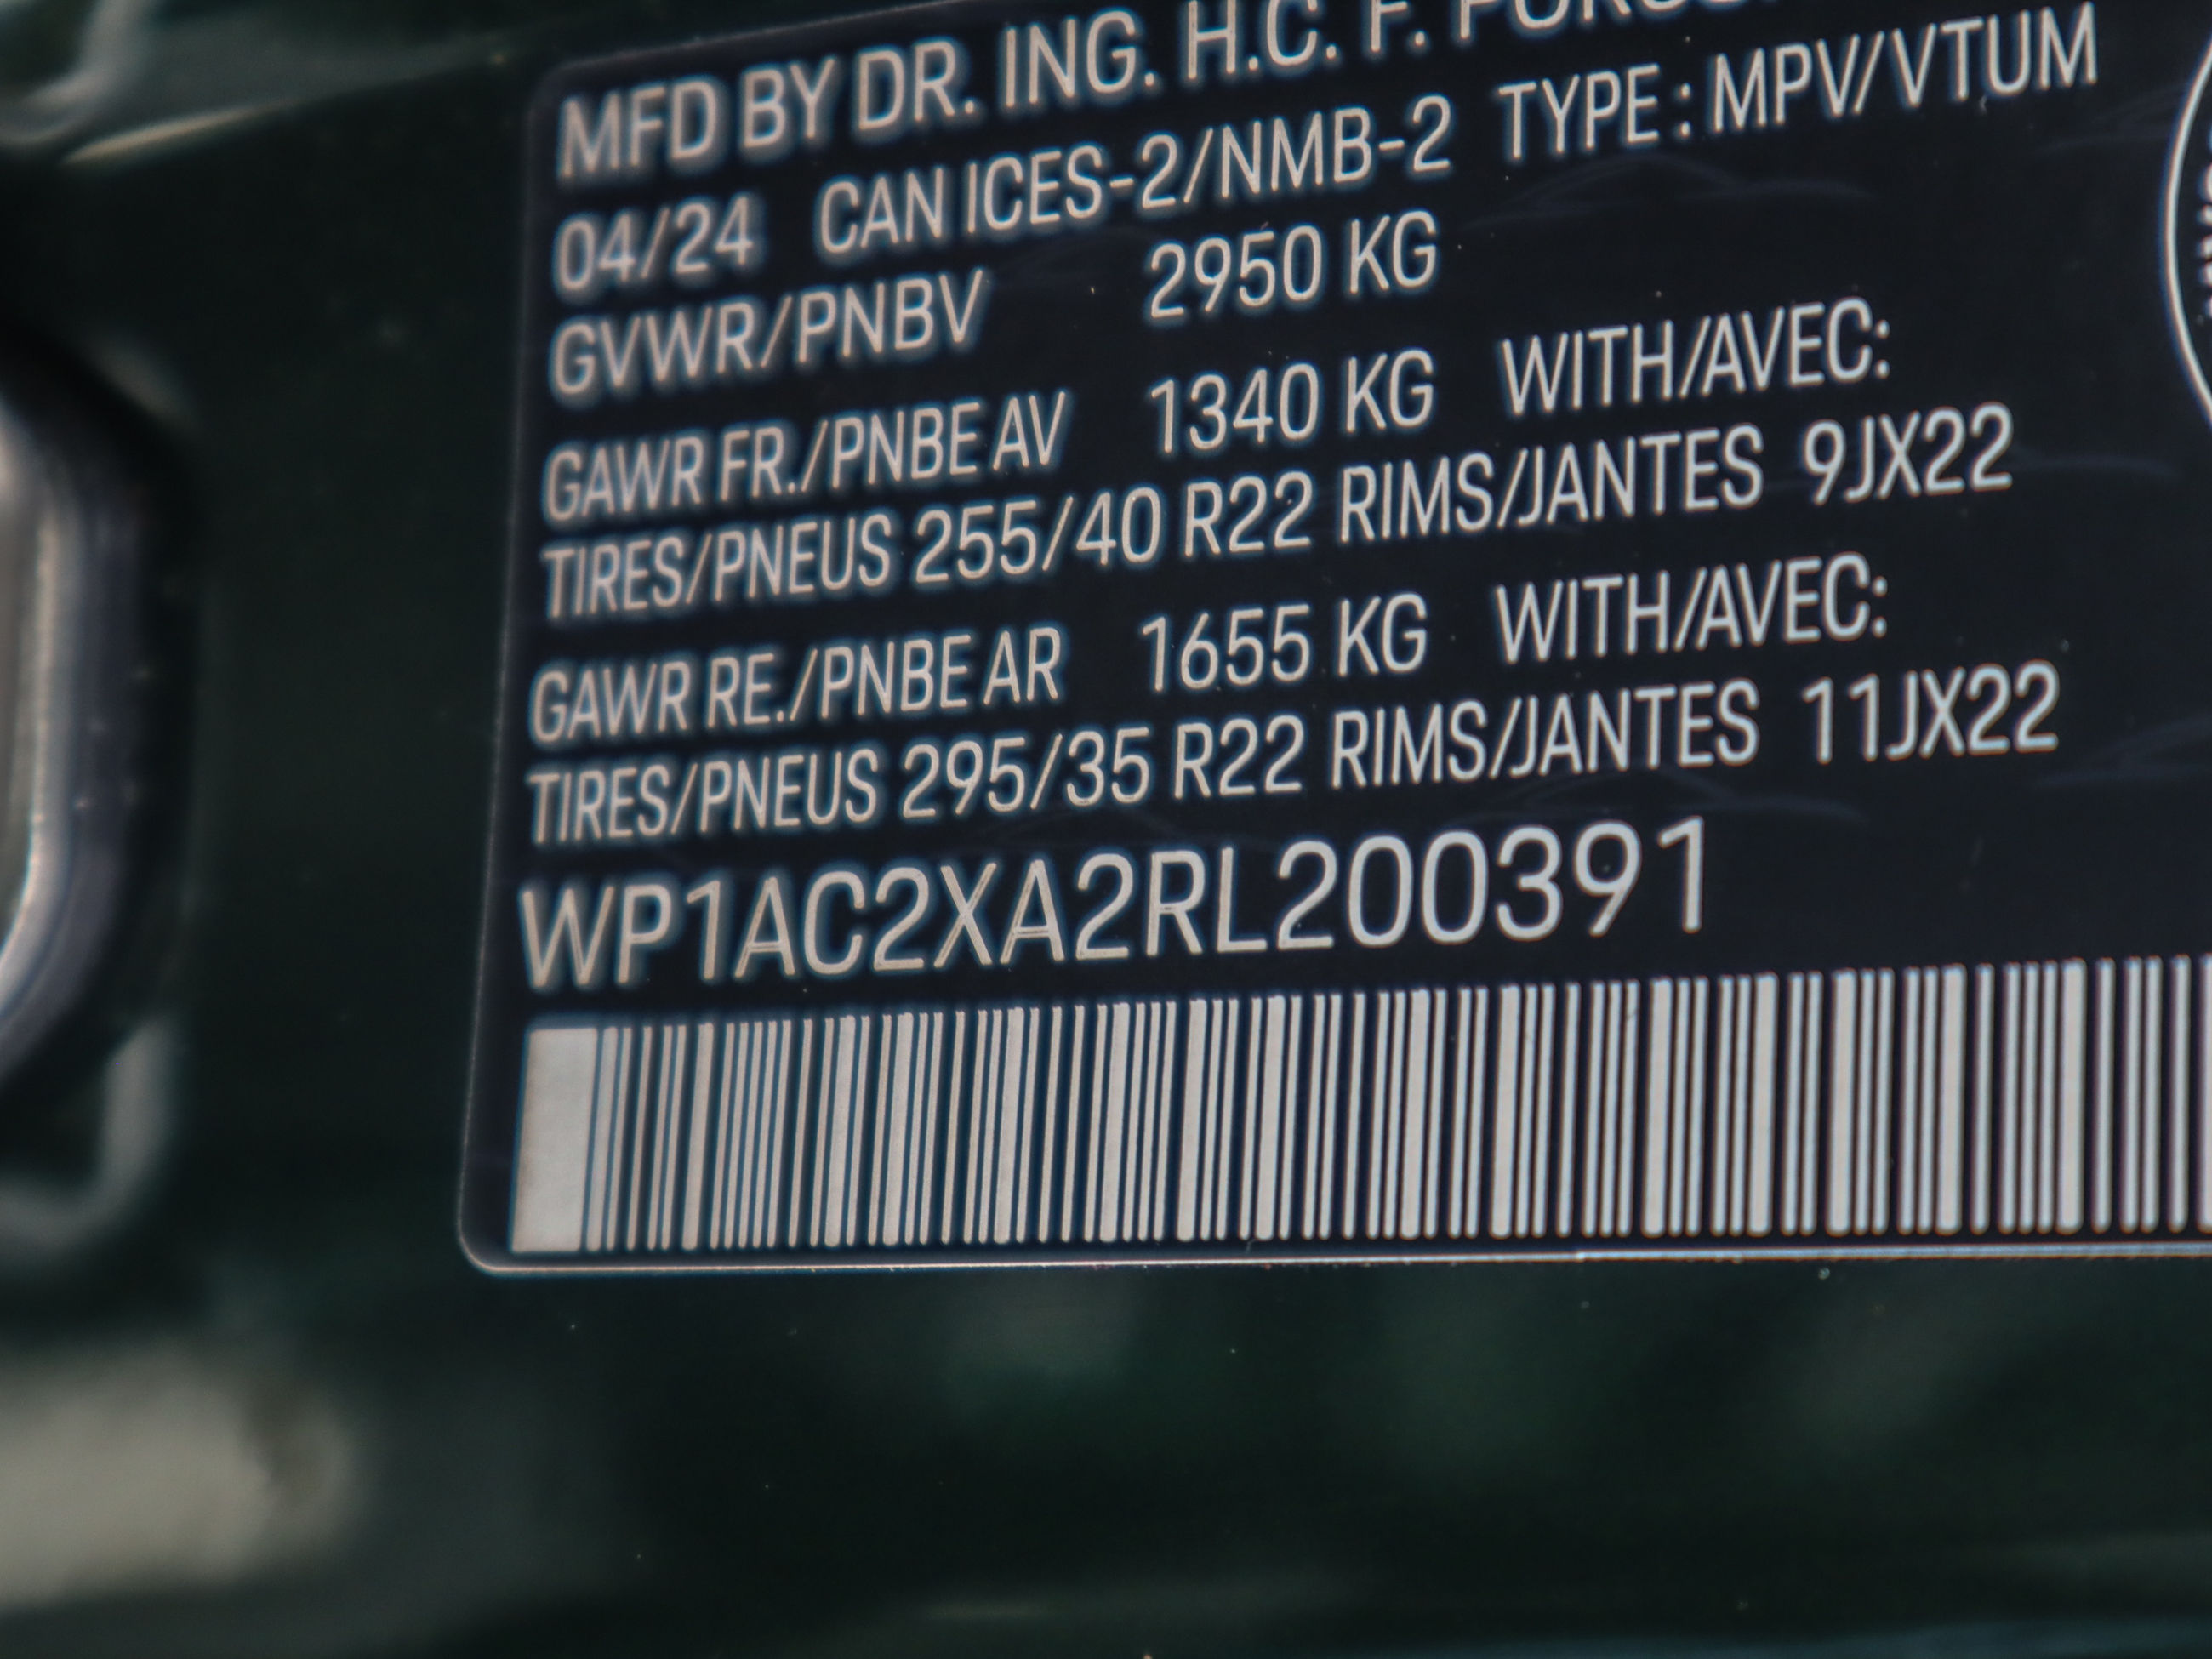 MFD BY DR. ING. H.C. F.
04/24 CAN ICES-2/NMB-2 TYPE : MPV/VTUM
GVWR/PNBV 2950 KG
GAWR FR./PNBE AV 1340 KG WITH/AVEC:
TIRES/PNEUS 255/40 R22 RIMS/JANTES 9JX22
GAWR RE./PNBE AR 1655 KG WITH/AVEC:
TIRES/PNEUS 295/35 R22 RIMS/JANTES 11JX22
WP1AC2XA2RL200391